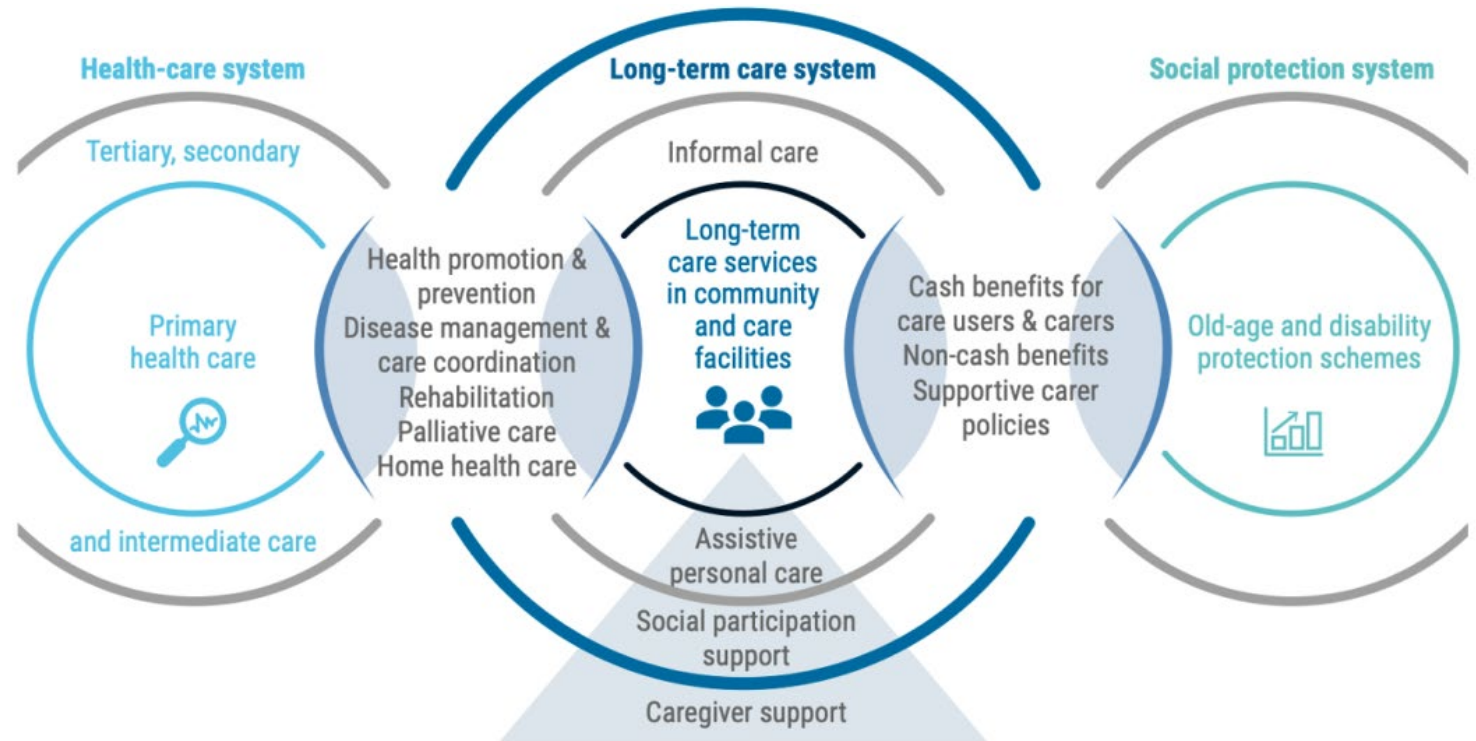 Health-care system
Long-term care system
Social protection system
Tertiary, secondary
Primary
health care
and intermediate care
Health promotion &
prevention
Disease management &
care coordination
Rehabilitation
Palliative care
Home health care
Informal care
Long-term
care services
in community
and care
facilities
Assistive
personal care
Social participation
support
Caregiver support
Cash benefits for
care users & carers
Non-cash benefits
Supportive carer
policies
Old-age and disability
protection schemes